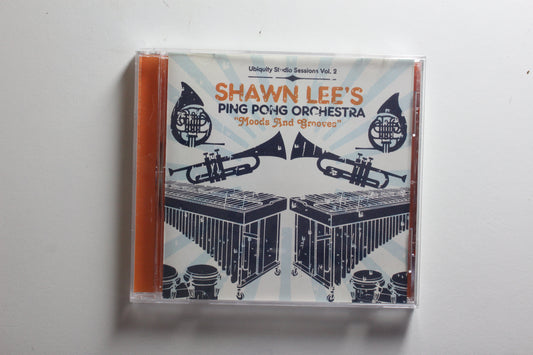 Ubiquity Studio Sessions Vol. 2
SHAWN LEE'S
PING PONG ORCHESTRA
"Moods And Grooves"